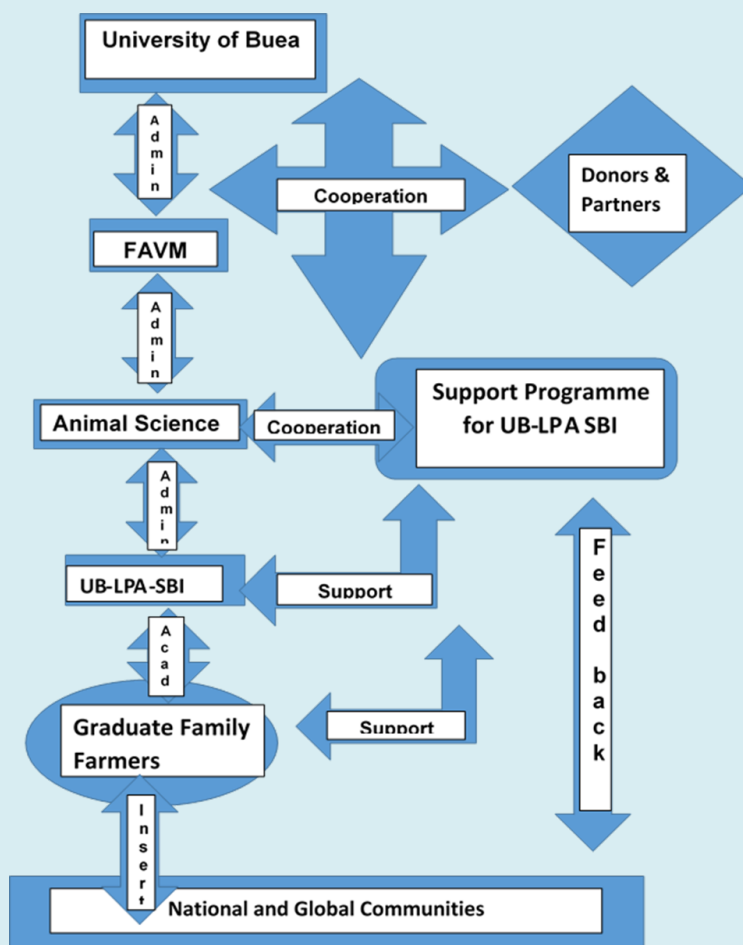 University of Buea
Admin
Cooperation
Donors &
Partners
FAVM
Admin
Animal Science
Cooperation
Support Programme
for UB-LPA SBI
Admin
UB-LPA-SBI
Support
Feed back
Acad
Graduate Family
Farmers
Support
Insert
National and Global Communities